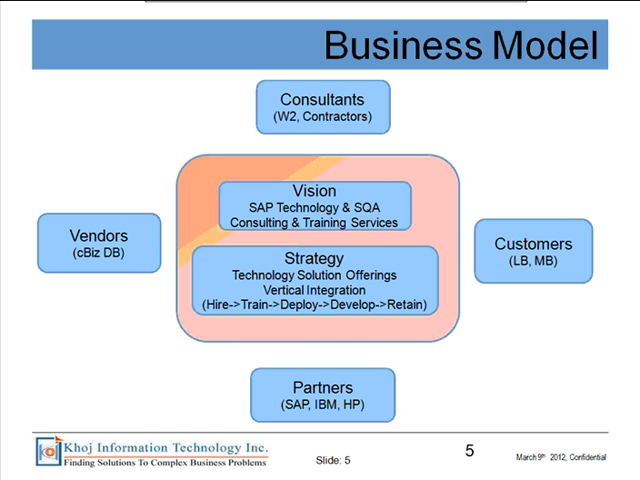 Business Model
Consultants
(W2, Contractors)
Vision
SAP Technology & SQA
Consulting & Training Services
Vendors
(cBiz DB)
Customers
(LB, MB)
Strategy
Technology Solution Offerings
Vertical Integration
(Hire->Train->Deploy->Develop->Retain)
Partners
(SAP, IBM, HP)
koj Khoj Information Technology Inc.
Finding Solutions To Complex Business Problems
Slide: 5
5
March 9th 2012, Confidential